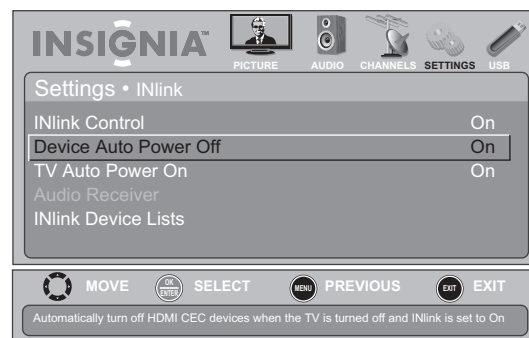 INSIGNIA™
PICTURE AUDIO CHANNELS SETTINGS USB
Settings • INlink
INlink Control On
Device Auto Power Off On
TV Auto Power On On
Audio Receiver
INlink Device Lists
MOVE OK ENTER SELECT MENU PREVIOUS EXIT EXIT
Automatically turn off HDMI CEC devices when the TV is turned off and INlink is set to On